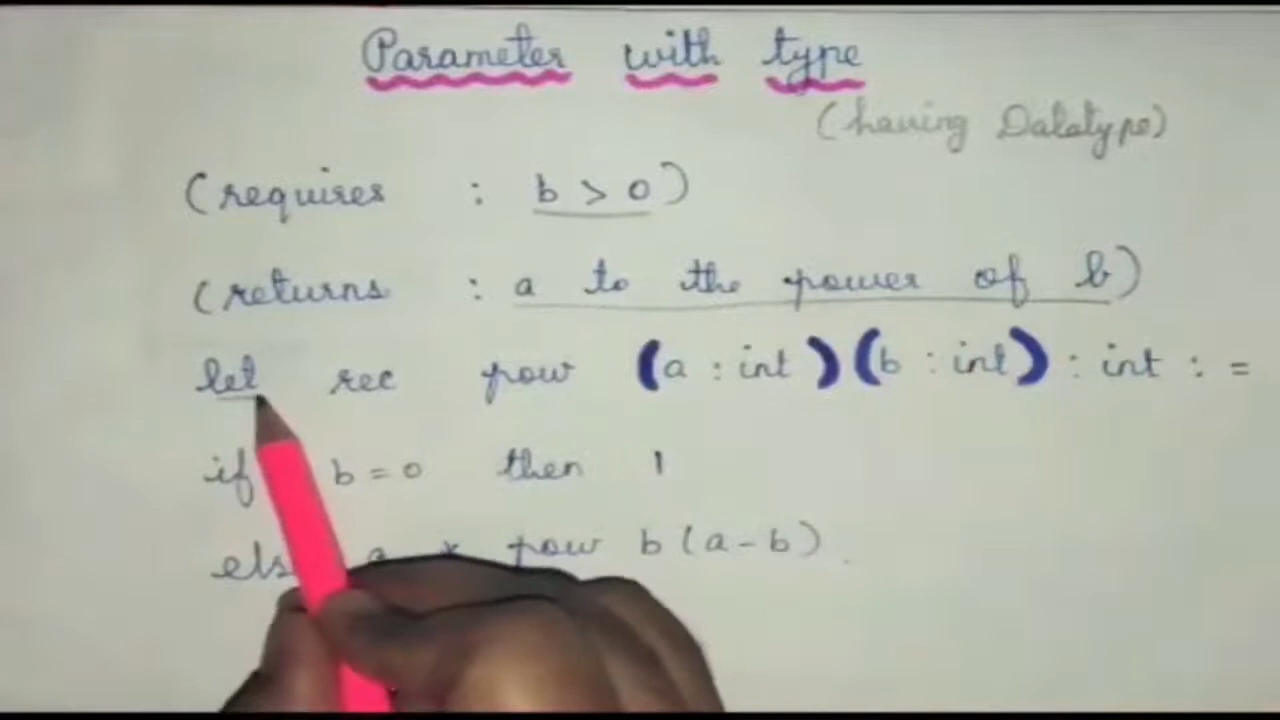 Parameter with type
(having Datatype)
(requires : b > 0)
(returns : a to the power of b)
let rec pow (a : int) (b : int) : int : =
if b = 0 then 1
els a * pow b (a - b)